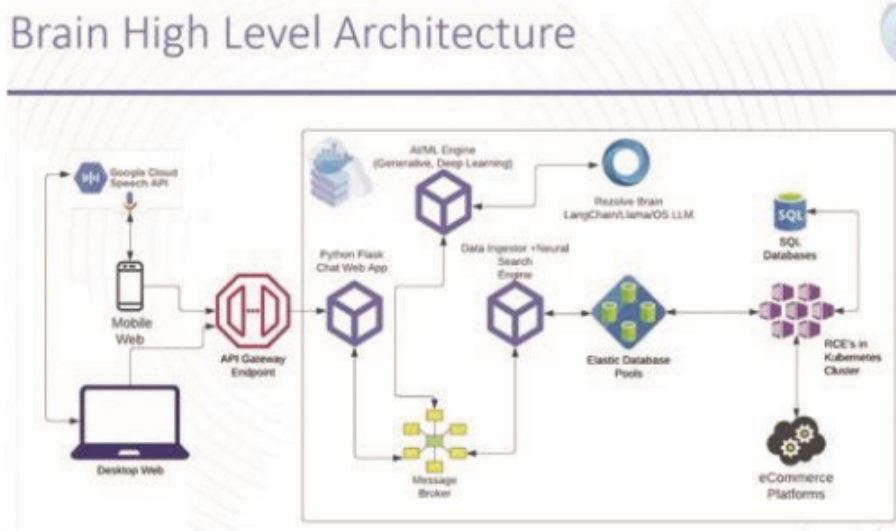 Brain High Level Architecture
Google Cloud
Speech API
AI/ML Engine
(Generative, Deep Learning)
Rezolve Brain
LangChain/Llama/OS LLM
SQL
SQL
Databases
Python Flask
Chat Web App
Data Ingestor +Neural
Search
Engine
Mobile
Web
API Gateway
Endpoint
Elastic Database
Pools
RCE's in
Kubernetes
Cluster
Desktop Web
Message
Broker
eCommerce
Platforms